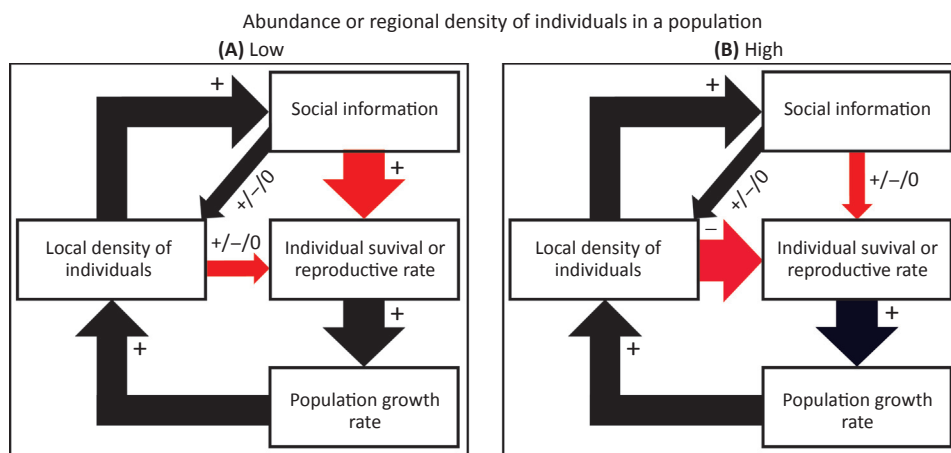 Abundance or regional density of individuals in a population
(A) Low
+
Social information
+/−/0
+
Local density of
individuals
+/−/0
Individual suvival or
reproductive rate
+
+
Population growth
rate
(B) High
+
Social information
+/−/0
+/−/0
Local density of
individuals
−
Individual suvival or
reproductive rate
+
+
Population growth
rate